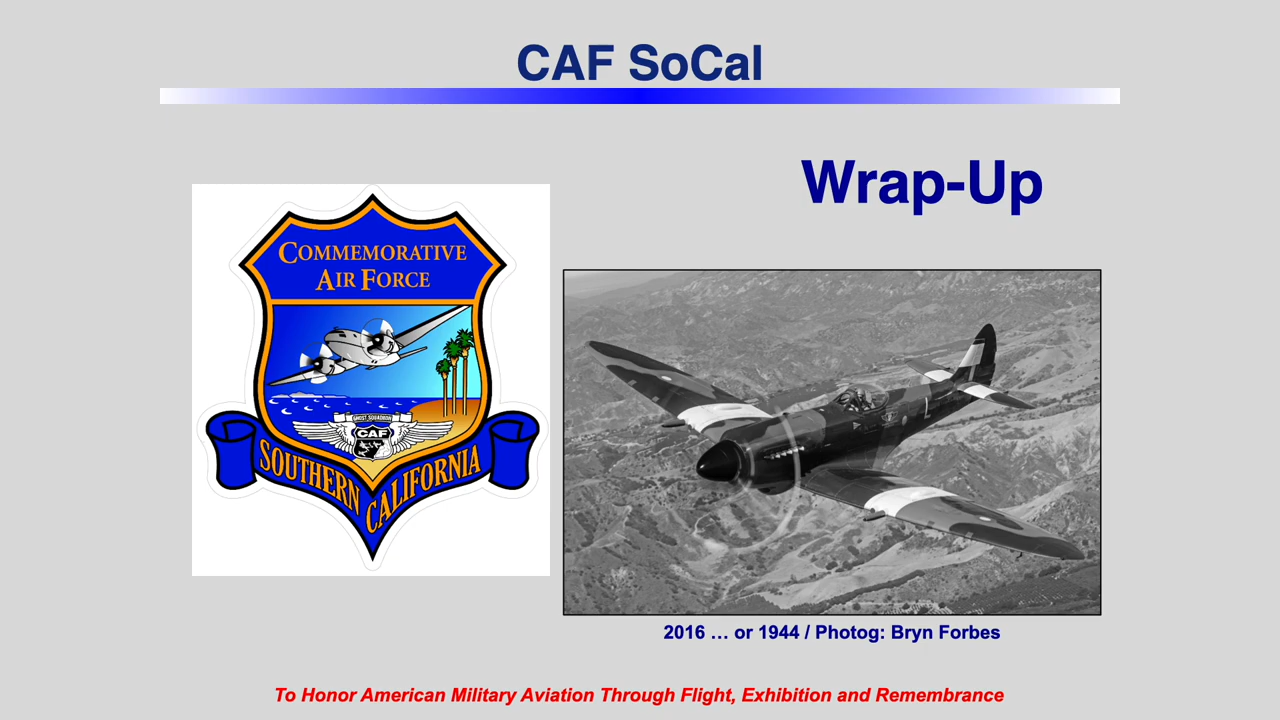 CAF SoCal
Wrap-Up
COMMEMORATIVE
AIR FORCE
GHOST SQUADRON
CAF
SOUTHERN CALIFORNIA
2016 … or 1944 / Photog: Bryn Forbes
To Honor American Military Aviation Through Flight, Exhibition and Remembrance